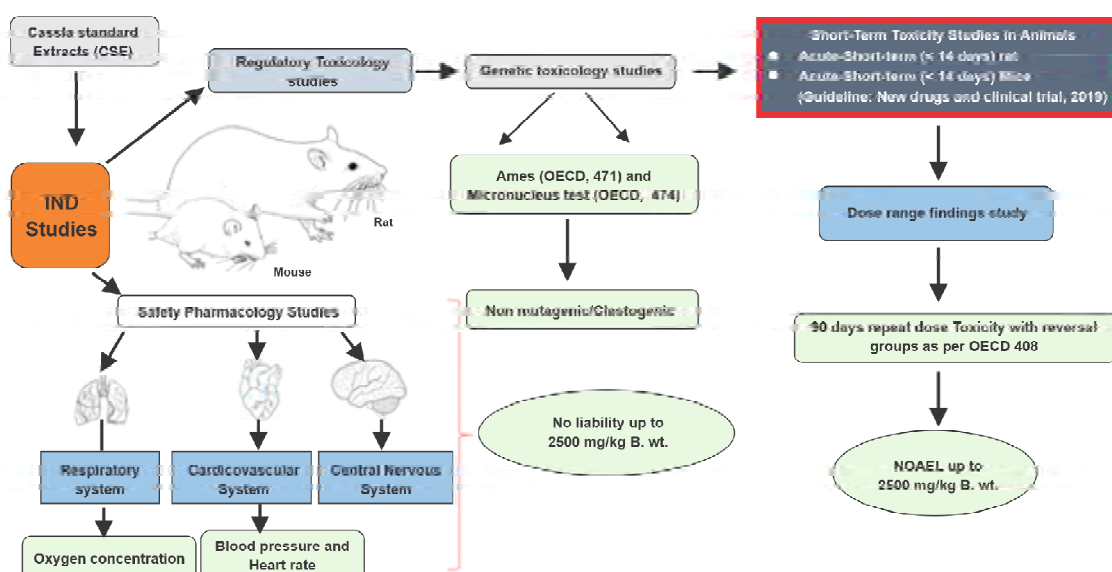 Cassia standard
Extracts (CSE)
Regulatory Toxicology
studies
Genetic toxicology studies
Short-Term Toxicity Studies in Animals
Acute-Short-term (< 14 days) rat
Acute-Short-term (< 14 days) Mice
(Guideline: New drugs and clinical trial, 2019)
IND
Studies
Rat
Mouse
Ames (OECD, 471) and
Micronucleus test (OECD, 474)
Dose range findings study
Safety Pharmacology Studies
Non mutagenic/Clastogenic
90 days repeat dose Toxicity with reversal
groups as per OECD 408
No liability up to
2500 mg/kg B. wt.
NOAEL up to
2500 mg/kg B. wt.
Respiratory
system
Cardicovascular
System
Central Nervous
System
Oxygen concentration
Blood pressure and
Heart rate